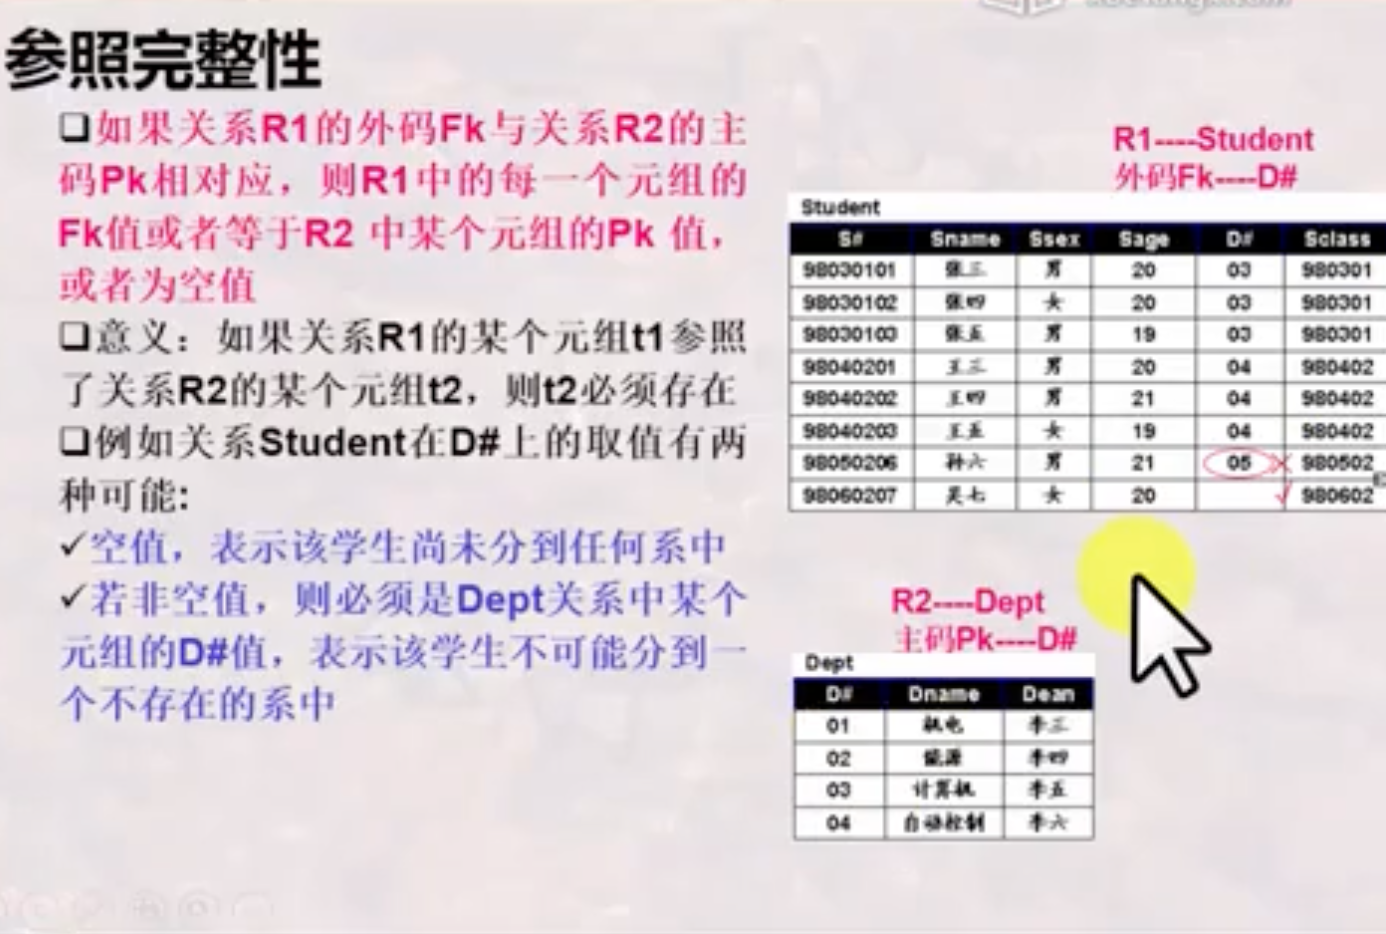 参照完整性
❑如果关系R1的外码Fk与关系R2的主
码Pk相对应，则R1中的每一个元组的
Fk值或者等于R2 中某个元组的Pk 值，
或者为空值
❑意义：如果关系R1的某个元组t1参照
了关系R2的某个元组t2，则t2必须存在
❑例如关系Student在D#上的取值有两
种可能:
✓空值，表示该学生尚未分到任何系中
✓若非空值，则必须是Dept关系中某个
元组的D#值，表示该学生不可能分到一
个不存在的系中
R1----Student
外码Fk----D#
Student
S# Sname Ssex Sage D# Sclass
98030101 张三 男 20 03 980301
98030102 张四 女 20 03 980301
98030103 张五 男 19 03 980301
98040201 王三 男 20 04 980402
98040202 王四 男 21 04 980402
98040203 王五 女 19 04 980402
98050206 孙六 男 21 05 980502
98060207 吴七 女 20 980602
R2----Dept
主码Pk----D#
Dept
D# Dname Dean
01 机电 李三
02 能源 李四
03 计算机 李五
04 自动控制 李六